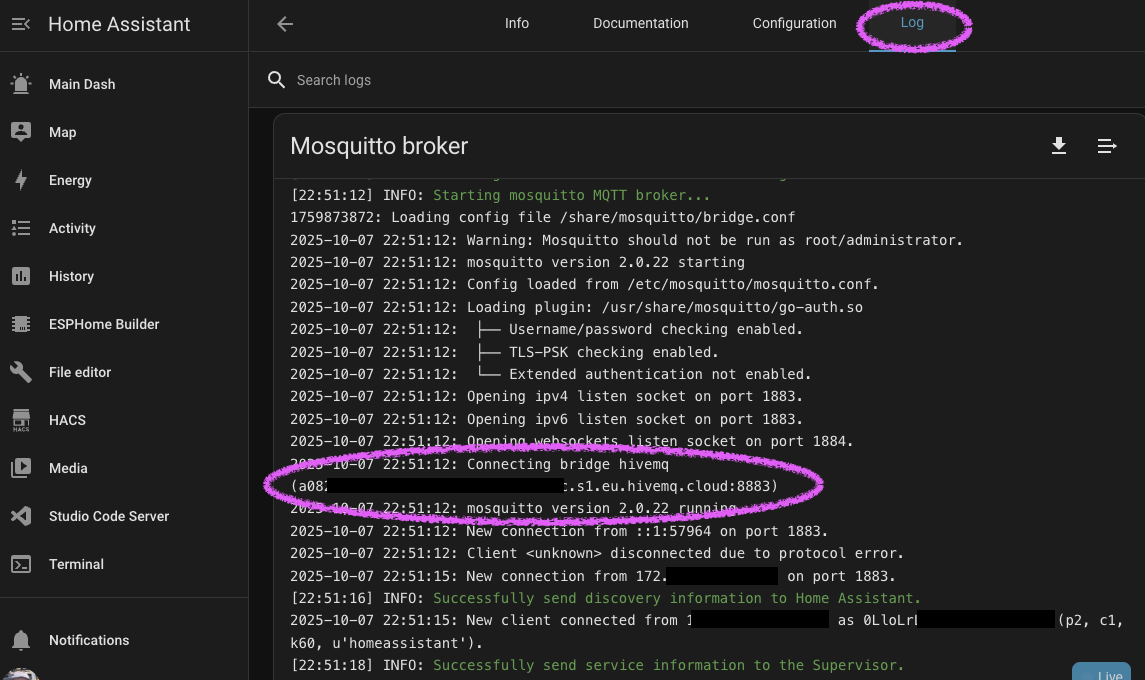 Home Assistant
Info
Documentation
Configuration
Log
Main Dash
Map
Energy
Activity
History
ESPHome Builder
File editor
HACS
HACS
Media
Studio Code Server
Terminal
Notifications
Search logs
Mosquitto broker
[22:51:12] INFO: Starting mosquitto MQTT broker...
1759873872: Loading config file /share/mosquitto/bridge.conf
2025-10-07 22:51:12: Warning: Mosquitto should not be run as root/administrator.
2025-10-07 22:51:12: mosquitto version 2.0.22 starting
2025-10-07 22:51:12: Config loaded from /etc/mosquitto/mosquitto.conf.
2025-10-07 22:51:12: Loading plugin: /usr/share/mosquitto/go-auth.so
2025-10-07 22:51:12: ├── Username/password checking enabled.
2025-10-07 22:51:12: ├── TLS-PSK checking enabled.
2025-10-07 22:51:12: └── Extended authentication not enabled.
2025-10-07 22:51:12: Opening ipv4 listen socket on port 1883.
2025-10-07 22:51:12: Opening ipv6 listen socket on port 1883.
2025-10-07 22:51:12: Opening websockets listen socket on port 1884.
2025-10-07 22:51:12: Connecting bridge hivemq
(a082 .s1.eu.hivemq.cloud:8883)
2025-10-07 22:51:12: mosquitto version 2.0.22 running
2025-10-07 22:51:12: New connection from ::1:57964 on port 1883.
2025-10-07 22:51:12: Client <unknown> disconnected due to protocol error.
2025-10-07 22:51:15: New connection from 172. on port 1883.
[22:51:16] INFO: Successfully send discovery information to Home Assistant.
2025-10-07 22:51:15: New client connected from 1 as 0LloLr (p2, c1,
k60, u'homeassistant').
[22:51:18] INFO: Successfully send service information to the Supervisor.
Live